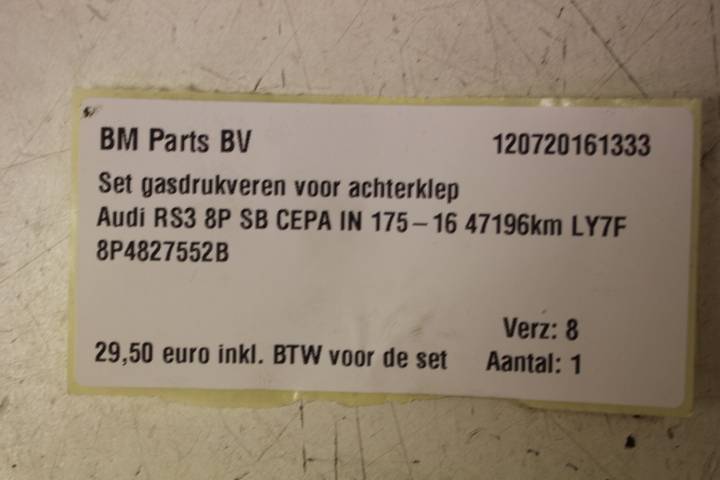 BM Parts BV 120720161333
Set gasdrukveren voor achterklep
Audi RS3 8P SB CEPA IN 175-16 47196km LY7F
8P4827552B
Verz: 8
29,50 euro inkl. BTW voor de set Aantal: 1